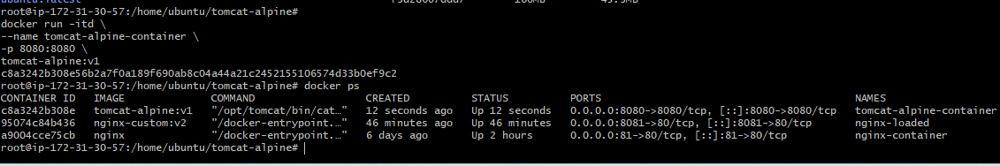 root@ip-172-31-30-57:/home/ubuntu/tomcat-alpine#
docker run -itd \
--name tomcat-alpine-container \
-p 8080:8080 \
tomcat-alpine:v1
c8a3242b308e56b2a7f0a189f690ab8c04a44a21c2452155106574d33b0ef9c2
root@ip-172-31-30-57:/home/ubuntu/tomcat-alpine# docker ps
CONTAINER ID   IMAGE   COMMAND   CREATED   STATUS   PORTS   NAMES
c8a3242b308e   tomcat-alpine:v1   "/opt/tomcat/bin/cat…"   12 seconds ago   Up 12 seconds   0.0.0.0:8080->8080/tcp, [::]:8080->8080/tcp   tomcat-alpine-container
95074c84b436   nginx-custom:v2   "/docker-entrypoint.…"   46 minutes ago   Up 46 minutes   0.0.0.0:8081->80/tcp, [::]:8081->80/tcp   nginx-loaded
a9004cce75cb   nginx   "/docker-entrypoint.…"   6 days ago   Up 2 hours   0.0.0.0:81->80/tcp, [::]:81->80/tcp   nginx-container
root@ip-172-31-30-57:/home/ubuntu/tomcat-alpine#